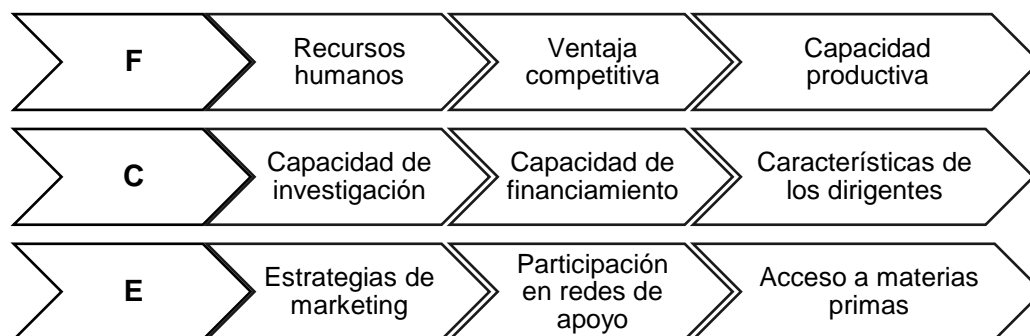 F
Recursos
humanos
Ventaja
competitiva
Capacidad
productiva
C
Capacidad de
investigación
Capacidad de
financiamiento
Características de
los dirigentes
E
Estrategias de
marketing
Participación
en redes de
apoyo
Acceso a materias
primas